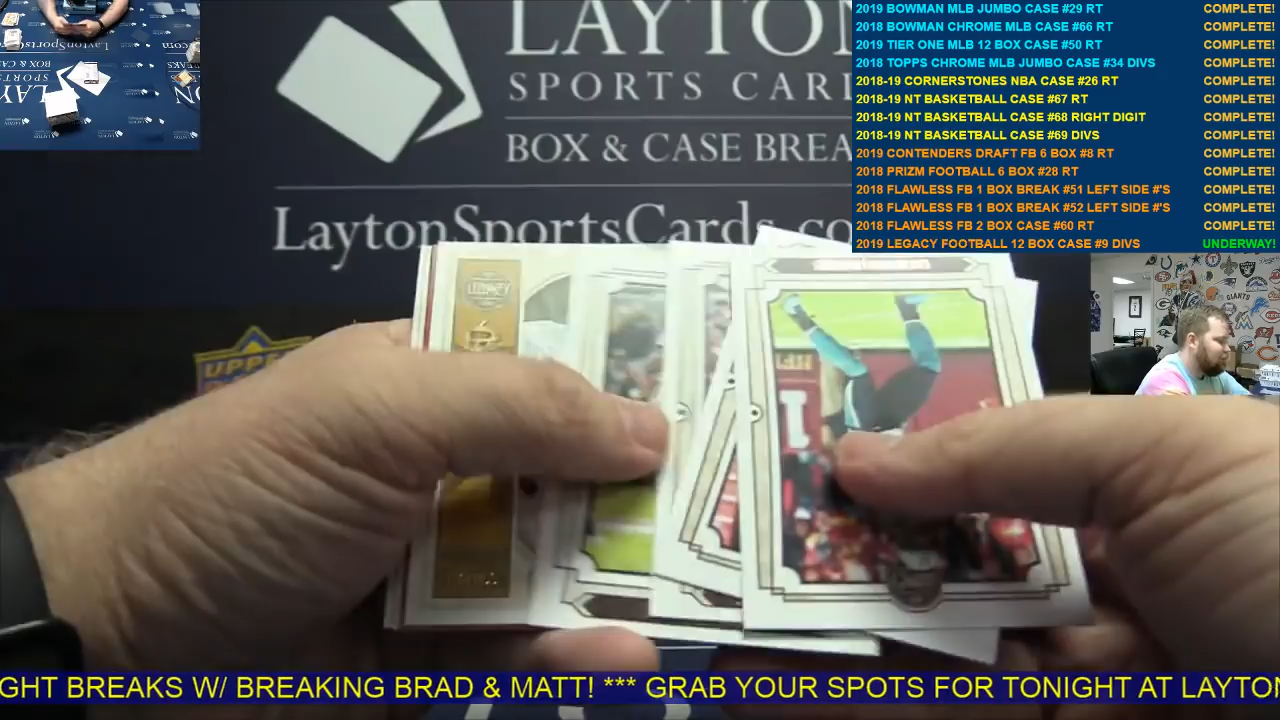 LAYTON
SPORTS CAR
BOX & CASE BREA
LaytonSportsCards.co
2019 BOWMAN MLB JUMBO CASE #29 RT COMPLETE!
2018 BOWMAN CHROME MLB CASE #66 RT COMPLETE!
2019 TIER ONE MLB 12 BOX CASE #50 RT COMPLETE!
2018 TOPPS CHROME MLB JUMBO CASE #34 DIVS COMPLETE!
2018-19 CORNERSTONES NBA CASE #26 RT COMPLETE!
2018-19 NT BASKETBALL CASE #67 RT COMPLETE!
2018-19 NT BASKETBALL CASE #68 RIGHT DIGIT COMPLETE!
2018-19 NT BASKETBALL CASE #69 DIVS COMPLETE!
2019 CONTENDERS DRAFT FB 6 BOX #8 RT COMPLETE!
2018 PRIZM FOOTBALL 6 BOX #28 RT COMPLETE!
2018 FLAWLESS FB 1 BOX BREAK #51 LEFT SIDE #'S COMPLETE!
2018 FLAWLESS FB 1 BOX BREAK #52 LEFT SIDE #'S COMPLETE!
2018 FLAWLESS FB 2 BOX CASE #60 RT COMPLETE!
2019 LEGACY FOOTBALL 12 BOX CASE #9 DIVS UNDERWAY!
UPPER
LEGACY
GIANTS
GHT BREAKS W/ BREAKING BRAD & MATT! *** GRAB YOUR SPOTS FOR TONIGHT AT LAYTON